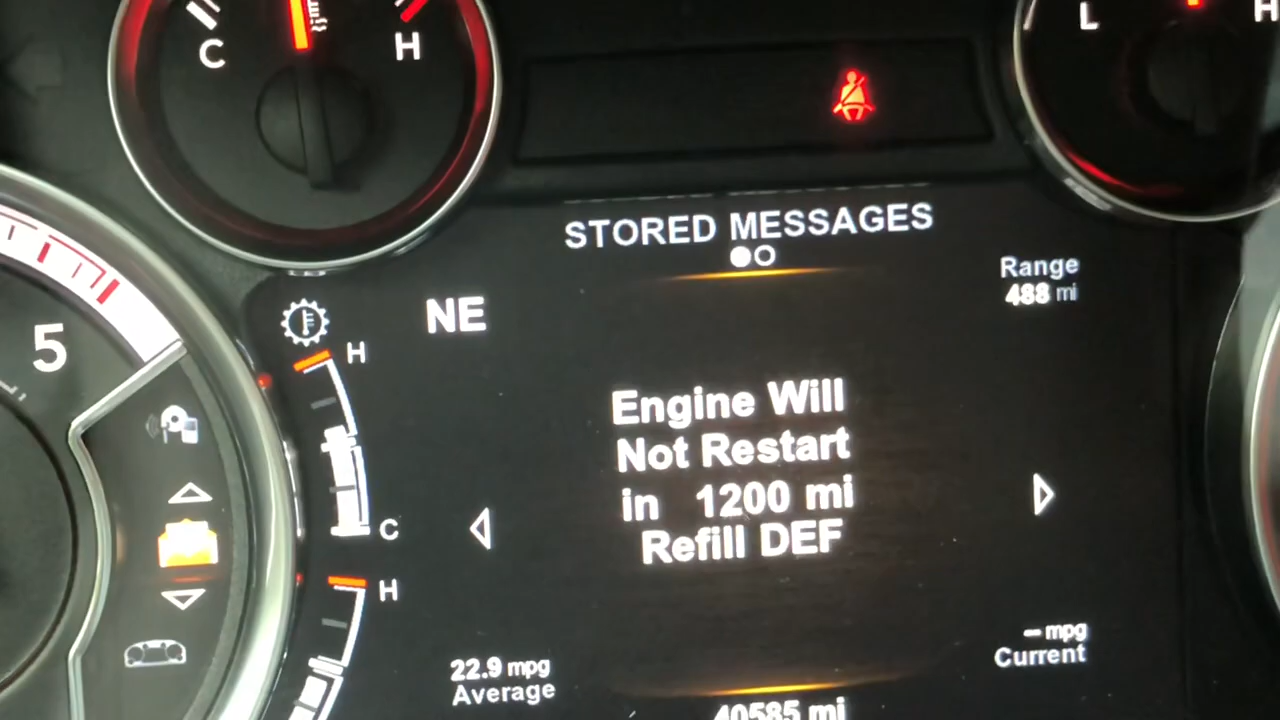 C
H
L
H
STORED MESSAGES
Range
488 mi
NE
5
H
Engine Will
Not Restart
in 1200 mi
Refill DEF
C
H
22.9 mpg
Average
– mpg
Current
40585 mi